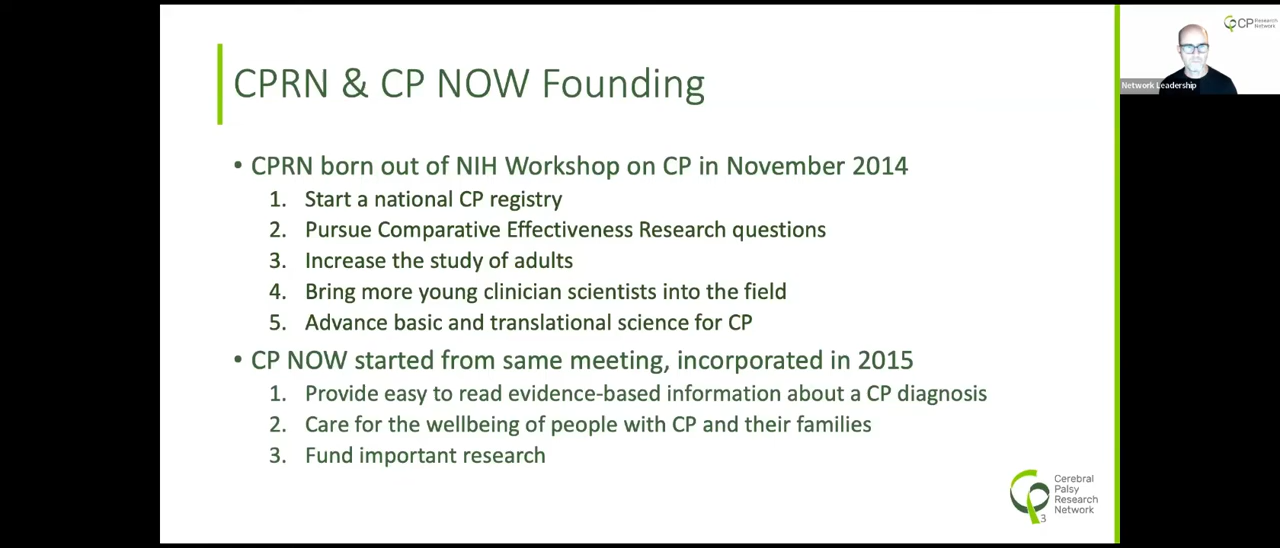 CPRN & CP NOW Founding
• CPRN born out of NIH Workshop on CP in November 2014
1. Start a national CP registry
2. Pursue Comparative Effectiveness Research questions
3. Increase the study of adults
4. Bring more young clinician scientists into the field
5. Advance basic and translational science for CP
• CP NOW started from same meeting, incorporated in 2015
1. Provide easy to read evidence-based information about a CP diagnosis
2. Care for the wellbeing of people with CP and their families
3. Fund important research
Cerebral
Palsy
Research
Network
3
CP Research
Network
Network Leadership